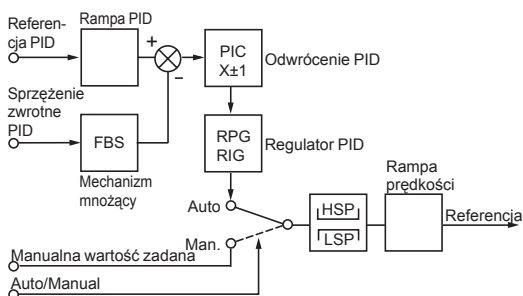 Referen-
cja PID
Rampa PID
+
-
PIC
X±1
Odwrócenie PID
Sprzężenie
zwrotne
PID
FBS
Mechanizm
mnożący
RPG
RIG
Regulator PID
Auto
Man.
HSP
LSP
Rampa
prędkości
Referencja
Manualna wartość zadana
Auto/Manual